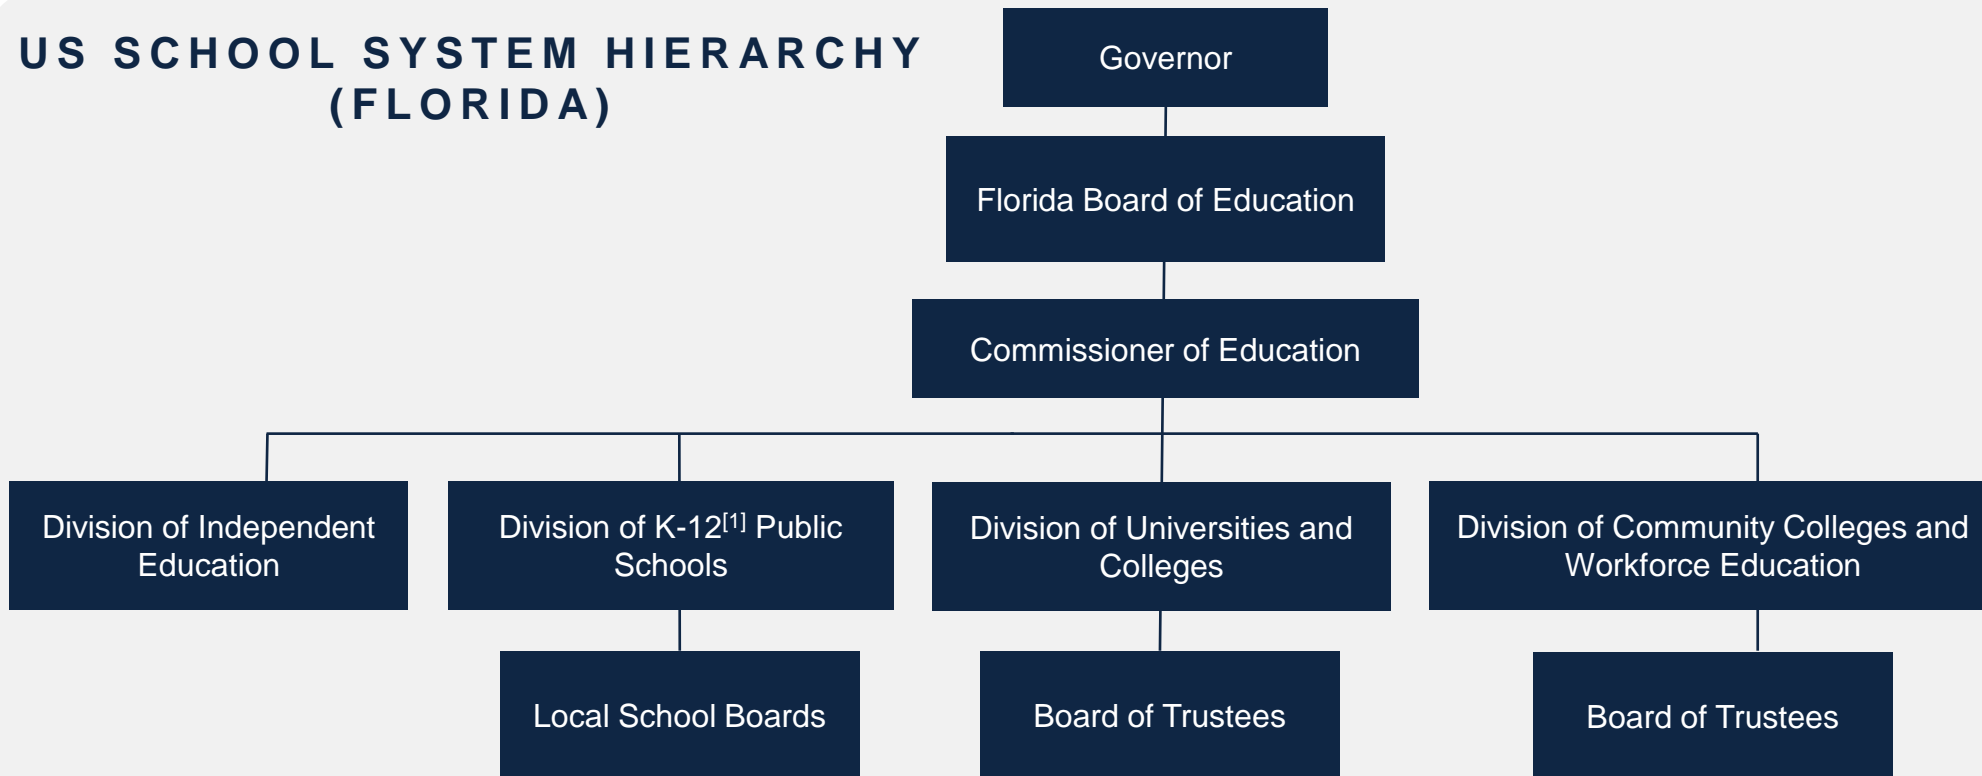 US SCHOOL SYSTEM HIERARCHY
(FLORIDA)
Governor
Florida Board of Education
Commissioner of Education
Division of Independent
Education
Division of K-12[1] Public
Schools
Division of Universities and
Colleges
Division of Community Colleges and
Workforce Education
Local School Boards
Board of Trustees
Board of Trustees